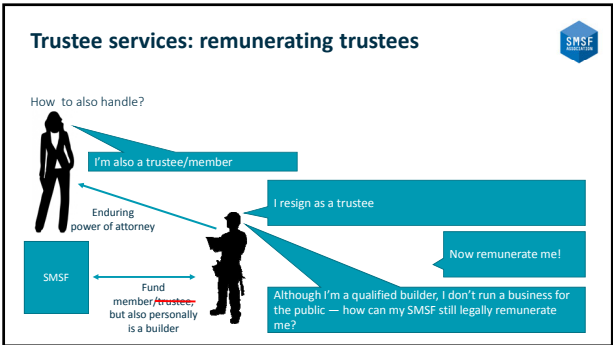 Trustee services: remunerating trustees
SMSF
ASSOCIATION
How to also handle?
I'm also a trustee/member
I resign as a trustee
Enduring
power of attorney
Now remunerate me!
SMSF
Fund
member/trustee,
but also personally
is a builder
Although I'm a qualified builder, I don't run a business for
the public — how can my SMSF still legally remunerate
me?